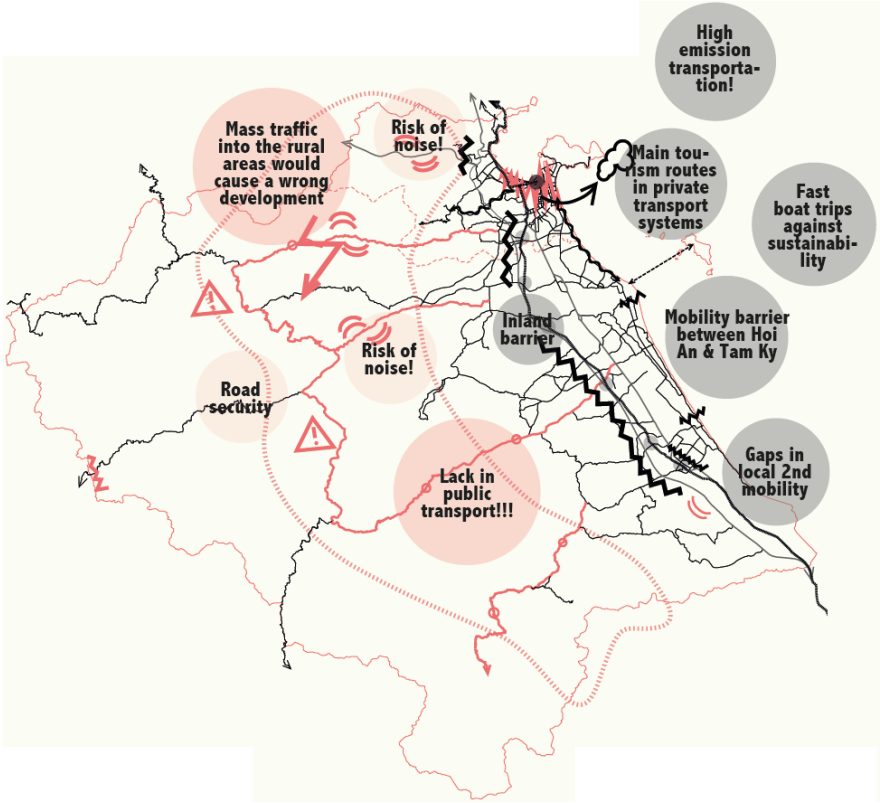 High
emission
transporta-
tion!
Mass traffic
into the rural
areas would
cause a wrong
development
Risk of
noise!
Main tou-
rism routes
in private
transport
systems
Fast
boat trips
against
sustainabi-
lity
Inland
barrier
Mobility barrier
between Hoi
An & Tam Ky
Risk of
noise!
Road
security
Lack in
public
transport!!!
Gaps in
local 2nd
mobility